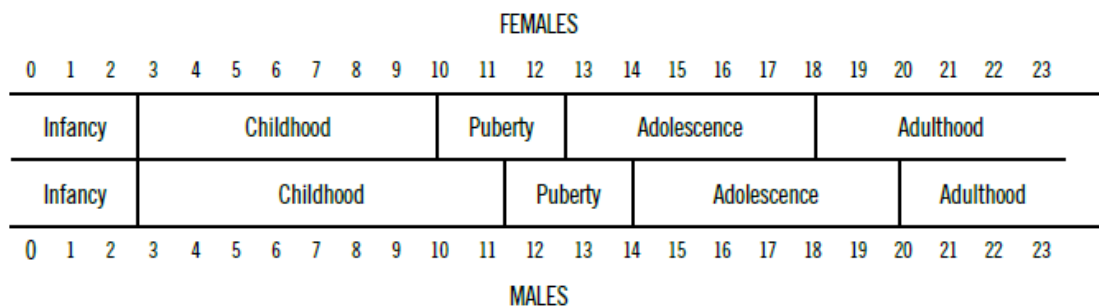 FEMALES
0 1 2 3 4 5 6 7 8 9 10 11 12 13 14 15 16 17 18 19 20 21 22 23
Infancy Childhood Puberty Adolescence Adulthood
Infancy Childhood Puberty Adolescence Adulthood
0 1 2 3 4 5 6 7 8 9 10 11 12 13 14 15 16 17 18 19 20 21 22 23
MALES